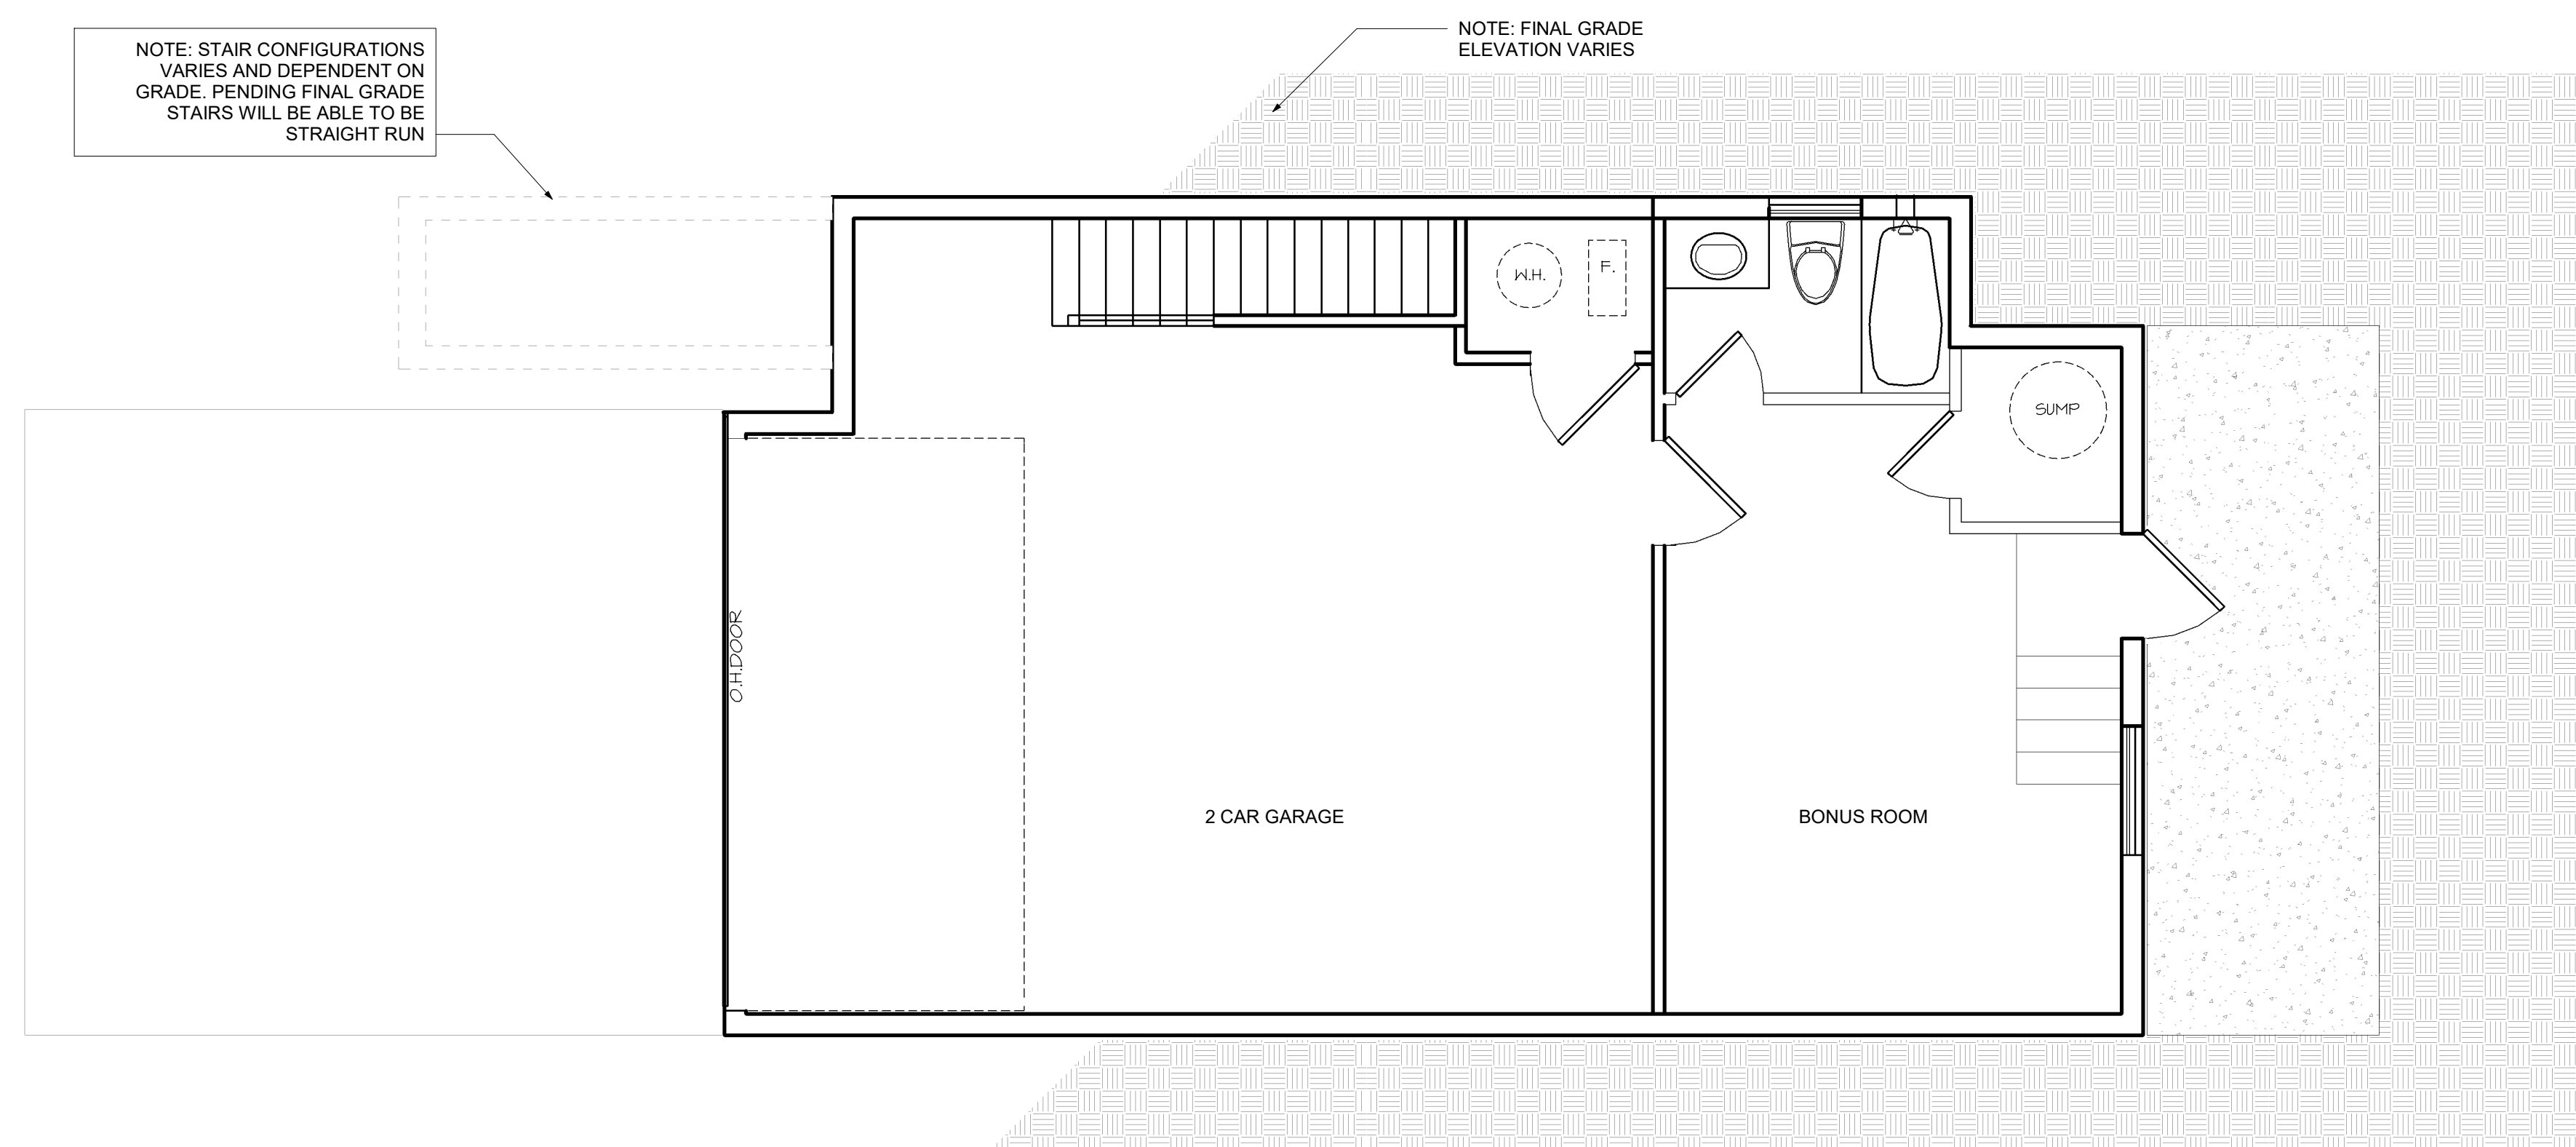 NOTE: STAIR CONFIGURATIONS
VARIES AND DEPENDENT ON
GRADE. PENDING FINAL GRADE
STAIRS WILL BE ABLE TO BE
STRAIGHT RUN
NOTE: FINAL GRADE
ELEVATION VARIES
W.H.
F.
SUMP
O.H.DOOR
2 CAR GARAGE
BONUS ROOM